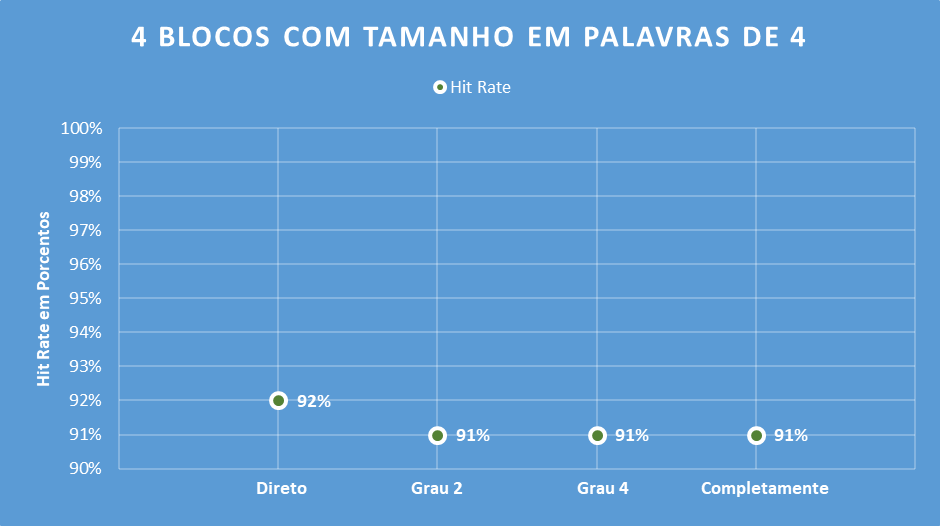 4 BLOCOS COM TAMANHO EM PALAVRAS DE 4
Hit Rate
Hit Rate em Porcentos
100%
99%
98%
97%
96%
95%
94%
93%
92%
91%
90%
92%
91%
91%
91%
Direto
Grau 2
Grau 4
Completamente